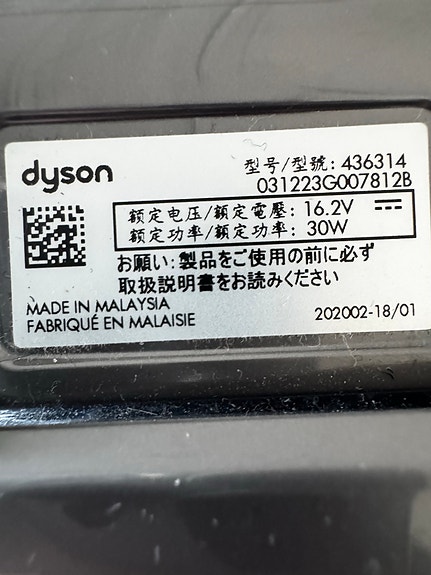 dyson
型号/型號: 436314
031223G007812B
额定电压/額定電壓: 16.2V
额定功率/額定功率: 30W
お願い: 製品をご使用の前に必ず
取扱説明書をお読みください
MADE IN MALAYSIA
FABRIQUÉ EN MALAISIE
202002-18/01